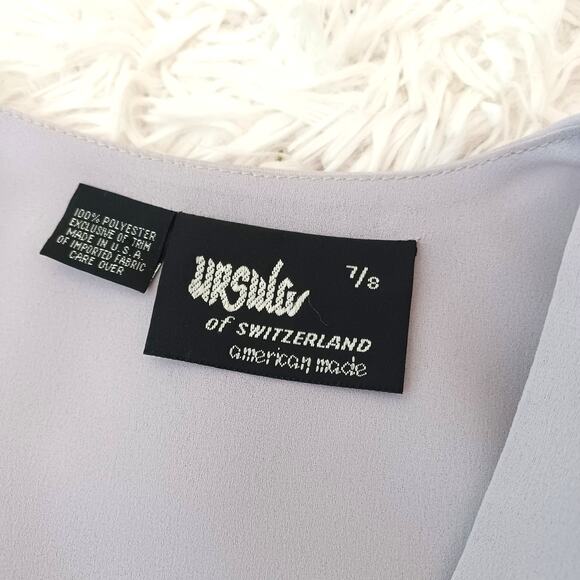 100% POLYESTER
EXCLUSIVE OF TRIM
MADE IN U.S.A.
OF IMPORTED FABRIC
CARE OVER
ursula
7/8
of SWITZERLAND
american made